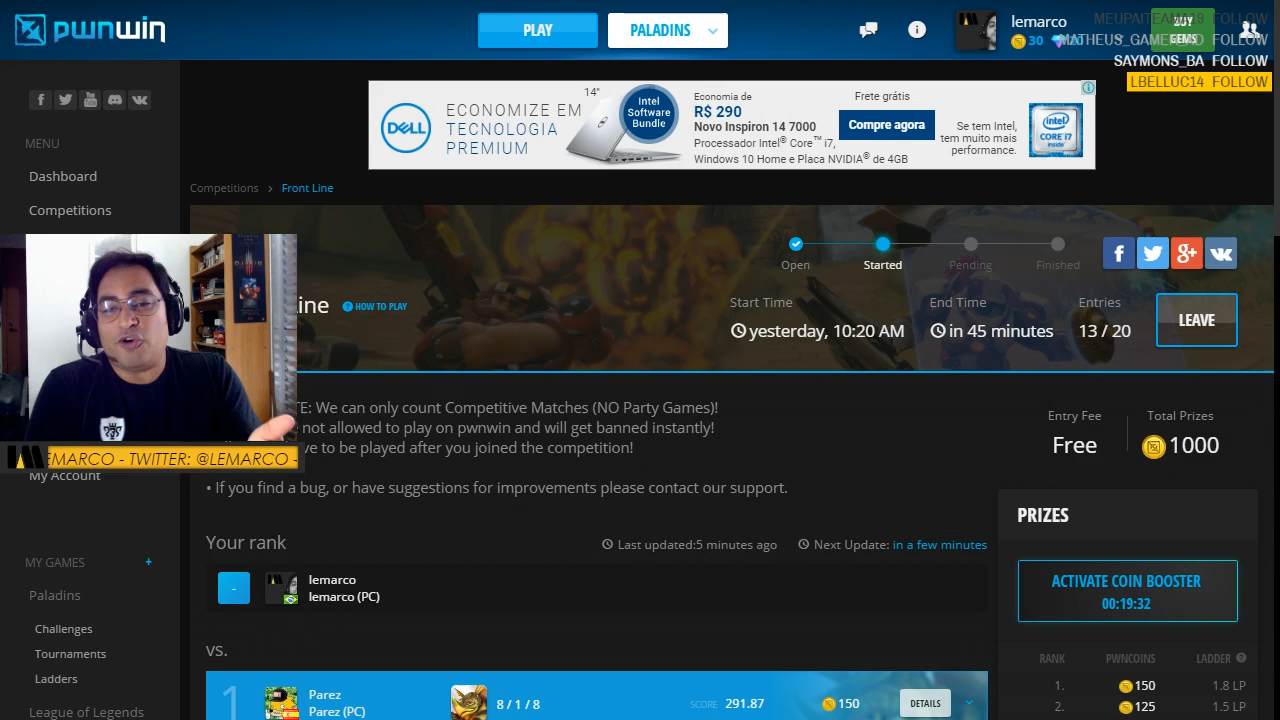 pwnwin
PLAY
PALADINS
lemarco
30
BUY
GEMS
MATHEUS_GAMEREAD FOLLOW
SAYMONS_BA FOLLOW
LBELLUC14 FOLLOW
MENU
Dashboard
Competitions
My Account
MY GAMES +
Paladins
Challenges
Tournaments
Ladders
League of Legends
DELL
ECONOMIZE EM
TECNOLOGIA
PREMIUM
14"
Intel
Software
Bundle
Economia de
R$ 290
Novo Inspiron 14 7000
Processador Intel® Core™ i7,
Windows 10 Home e Placa NVIDIA® de 4GB
Frete grátis
Compre agora
Se tem Intel,
tem muito mais
performance.
intel
CORE i7
inside
Competitions › Front Line
Open
Started
Pending
Finished
Line
HOW TO PLAY
Start Time
yesterday, 10:20 AM
End Time
in 45 minutes
Entries
13 / 20
LEAVE
TE: We can only count Competitive Matches (NO Party Games)!
not allowed to play on pwnwin and will get banned instantly!
ve to be played after you joined the competition!
• If you find a bug, or have suggestions for improvements please contact our support.
EMARCO - TWITTER: @LEMARCO -
Entry Fee
Free
Total Prizes
1000
PRIZES
ACTIVATE COIN BOOSTER
00:19:32
RANK PWNCOINS LADDER
1. 150 1.8 LP
2. 125 1.5 LP
Your rank
Last updated:5 minutes ago
Next Update: in a few minutes
-
lemarco
lemarco (PC)
vs.
1
Parez
Parez (PC)
8 / 1 / 8
SCORE 291.87
150
DETAILS